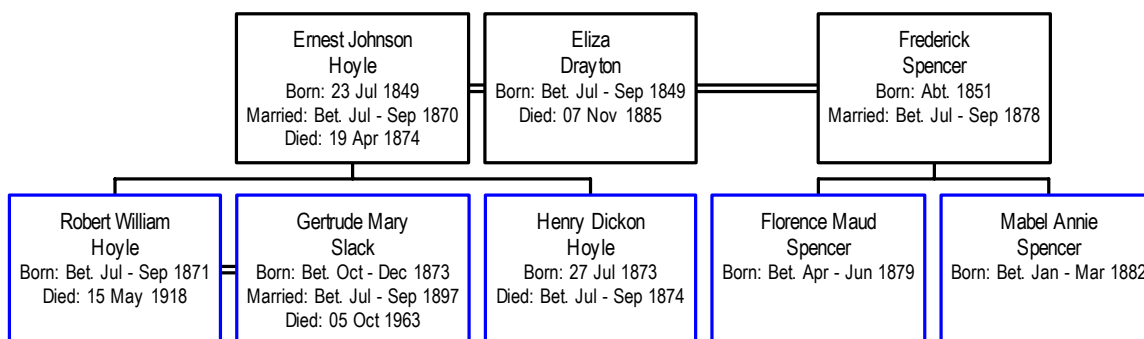 Ernest Johnson
Hoyle
Born: 23 Jul 1849
Married: Bet. Jul - Sep 1870
Died: 19 Apr 1874
Eliza
Drayton
Born: Bet. Jul - Sep 1849
Died: 07 Nov 1885
Frederick
Spencer
Born: Abt. 1851
Married: Bet. Jul - Sep 1878
Robert William
Hoyle
Born: Bet. Jul - Sep 1871
Died: 15 May 1918
Gertrude Mary
Slack
Born: Bet. Oct - Dec 1873
Married: Bet. Jul - Sep 1897
Died: 05 Oct 1963
Henry Dickon
Hoyle
Born: 27 Jul 1873
Died: Bet. Jul - Sep 1874
Florence Maud
Spencer
Born: Bet. Apr - Jun 1879
Mabel Annie
Spencer
Born: Bet. Jan - Mar 1882